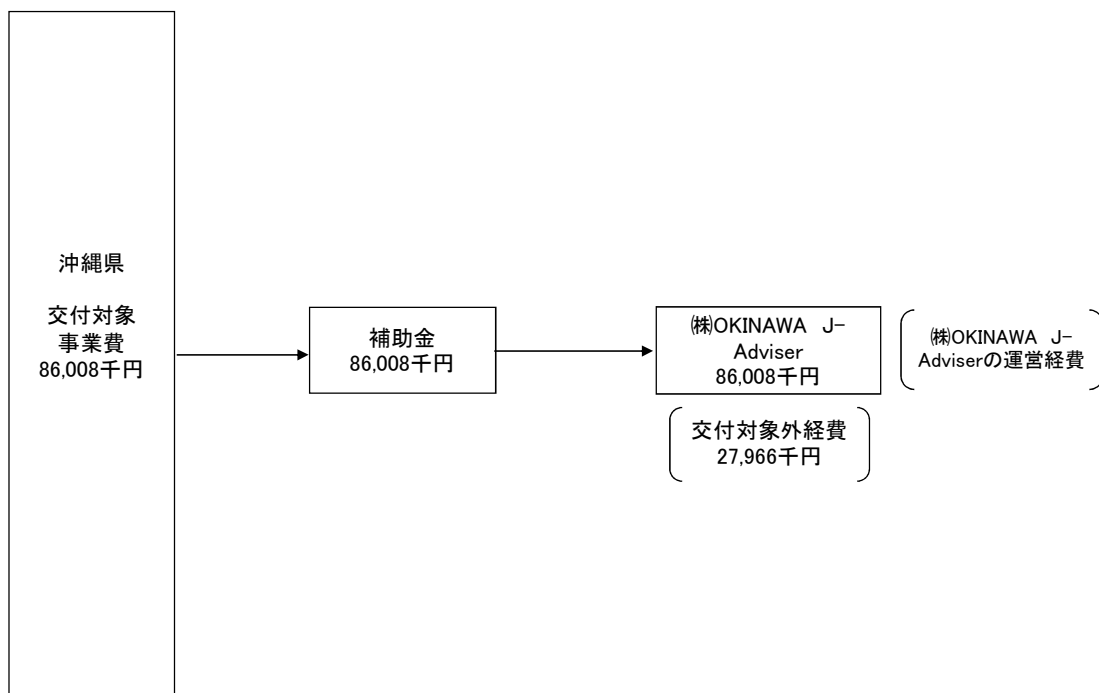 沖縄県
交付対象
事業費
86,008千円
補助金
86,008千円
㈱OKINAWA　J-
Adviser
86,008千円
㈱OKINAWA　J-
Adviserの運営経費
交付対象外経費
27,966千円